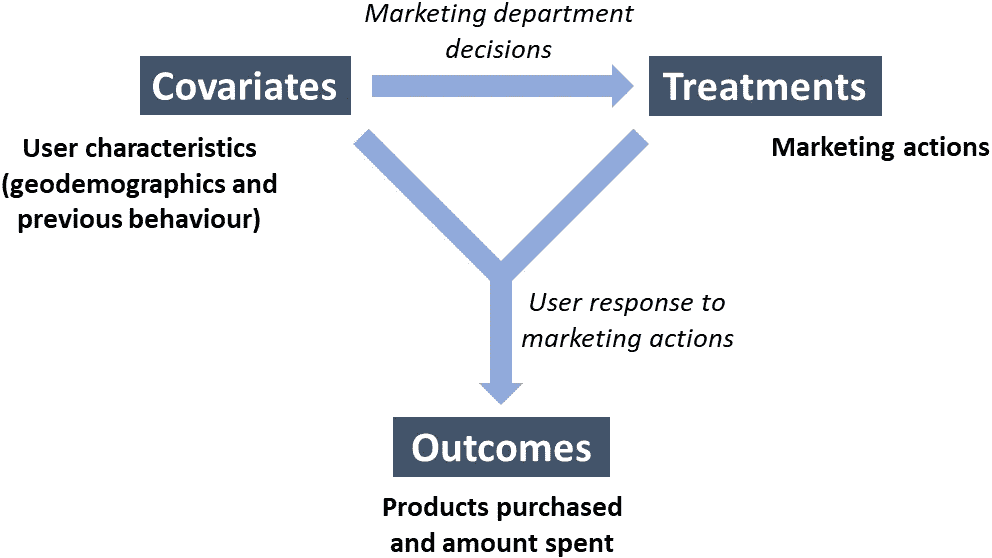 Marketing department
decisions
Covariates
Treatments
User characteristics
(geodemographics and
previous behaviour)
Marketing actions
User response to
marketing actions
Outcomes
Products purchased
and amount spent